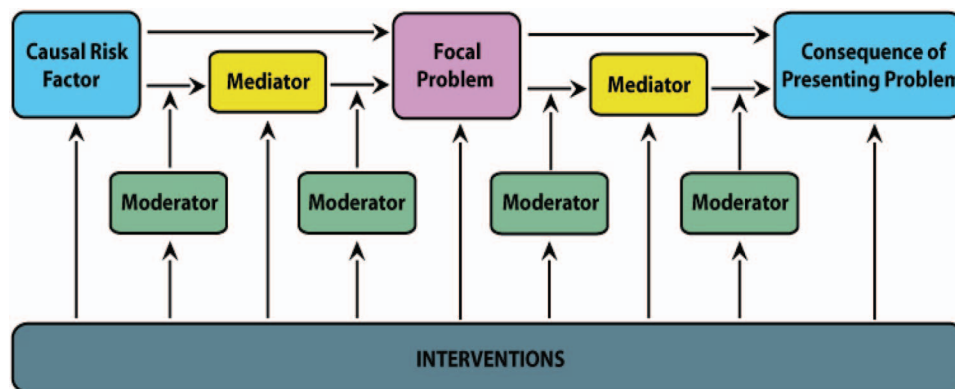 Causal Risk
Factor
Mediator
Focal
Problem
Mediator
Consequence of
Presenting Problem
Moderator
Moderator
Moderator
Moderator
INTERVENTIONS